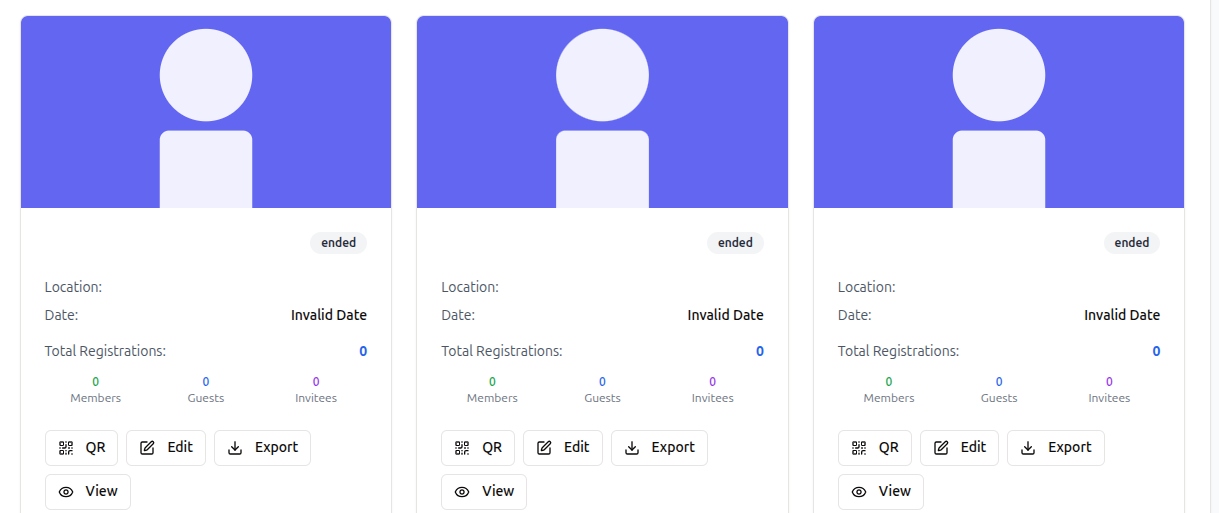 ended ended ended
Location: Location: Location:
Date: Invalid Date Date: Invalid Date Date: Invalid Date
Total Registrations: 0 Total Registrations: 0 Total Registrations: 0
0 0 0 0 0 0 0 0 0
Members Guests Invitees Members Guests Invitees Members Guests Invitees
QR Edit Export QR Edit Export QR Edit Export
View View View